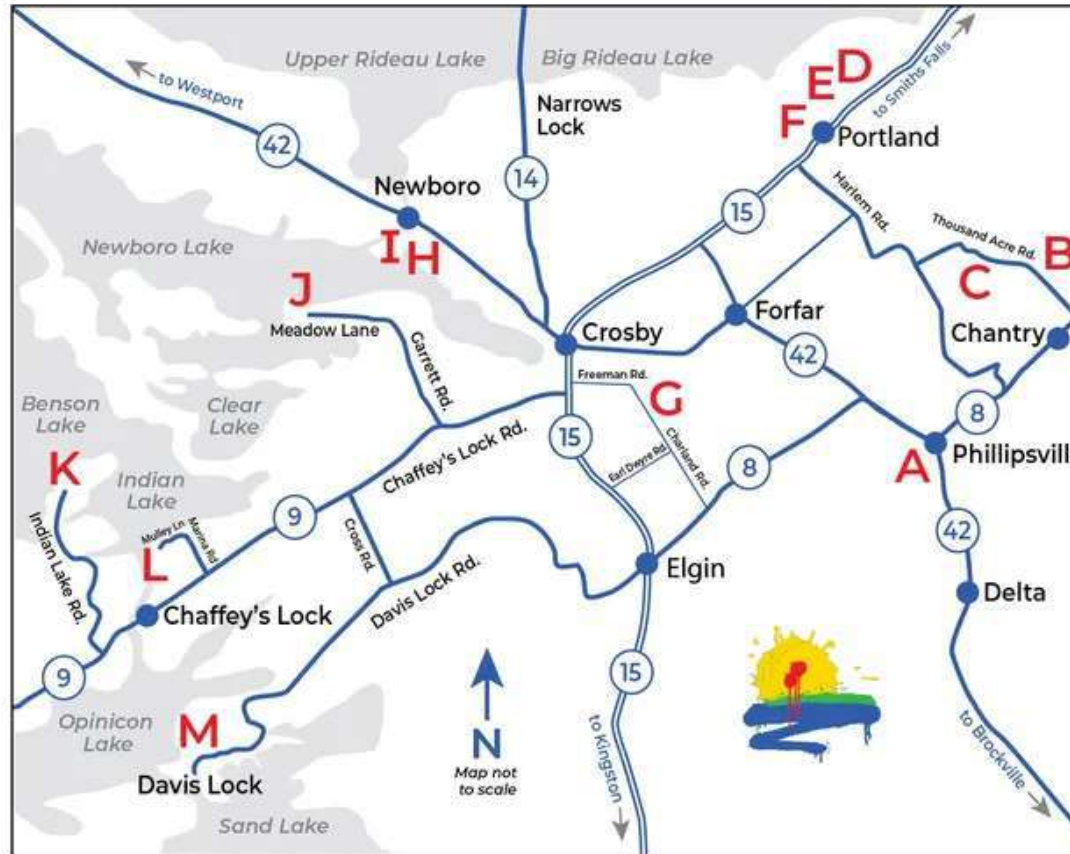 Upper Rideau Lake
Big Rideau Lake
to Westport
to Smiths Falls
E D
F
Portland
Narrows
Lock
42
14
15
Newboro
Harlem Rd.
Thousand Acre Rd.
B
I H
Newboro Lake
C
J
Meadow Lane
Forfar
Crosby
Chantry
Garrett Rd.
42
Freeman Rd.
G
Benson
Lake
Clear
Lake
8
Chaffey's Lock Rd.
15
Charland Rd.
Earl Dwyre Rd.
8
A
Phillipsvill
K
Indian
Lake
9
Indian Lake Rd.
Mulley Ln
Marina Rd
L
Cross Rd.
42
Davis Lock Rd.
Elgin
Delta
Chaffey's Lock
9
15
Opinicon
Lake
M
N
Map not
to scale
to Kingston
to Brockville
Davis Lock
Sand Lake